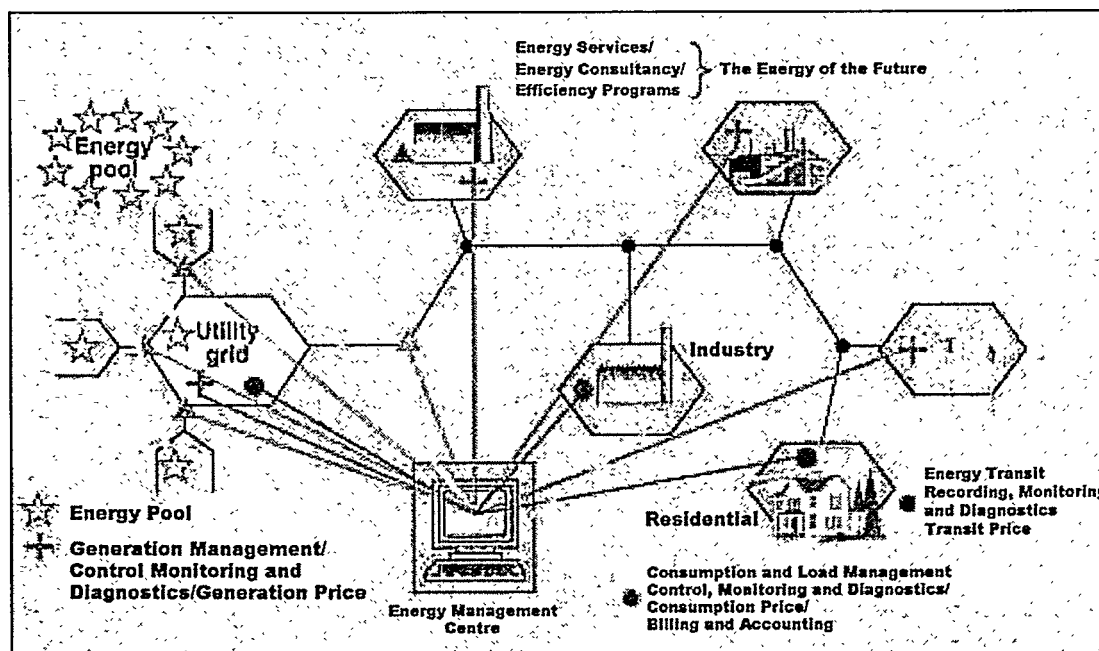 Energy Services/
Energy Consultancy/
Efficiency Programs
The Energy of the Future
Energy
pool
Utility
grid
Industry
Residential
Energy Transit
Recording, Monitoring
and Diagnostics
Transit Price
Energy Pool
Generation Management/
Control Monitoring and
Diagnostics/Generation Price
Energy Management
Centre
Consumption and Load Management
Control, Monitoring and Diagnostics/
Consumption Price/
Billing and Accounting